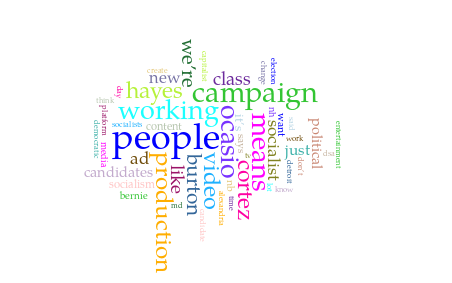 we're
capitalist
create
new
class
change
election
hayes
campaign
day
think
working
platform
socialists
content
ocasio
it's
says
nh
want
entertainment
democratic
media
people
means
socialist
work
political
ad
video
just
tv
don't
dsa
candidates
production
like
burton
cortez
detroit
socialism
nb
know
bernie
md
alexandria
time
candidate